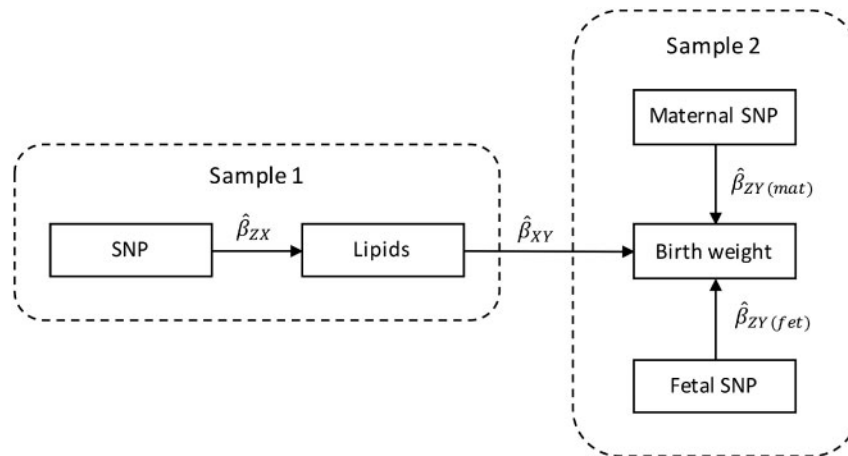 Sample 2
Maternal SNP
β̂ZY(mat)
Sample 1
SNP
β̂ZX
Lipids
β̂XY
Birth weight
β̂ZY(fet)
Fetal SNP